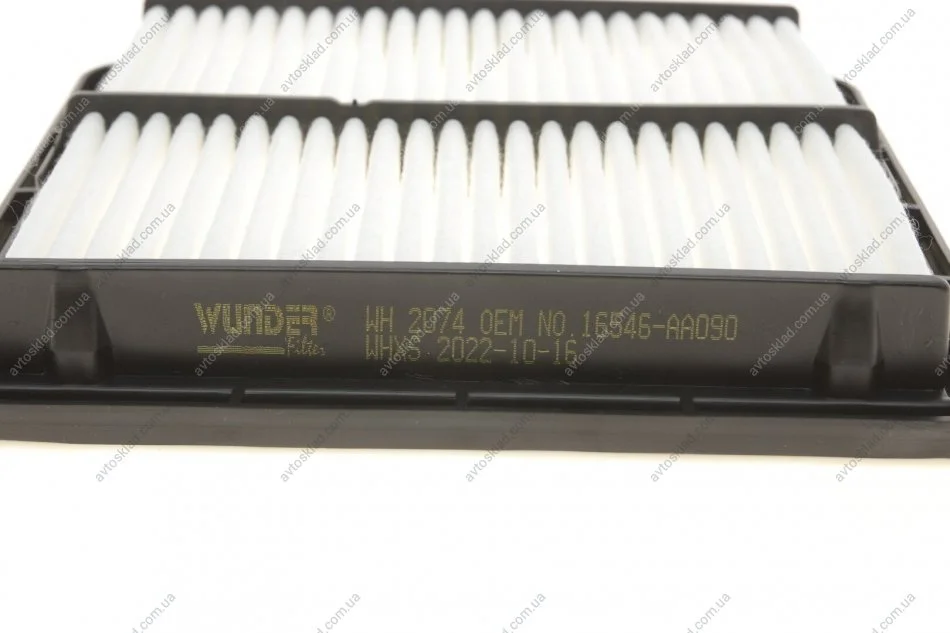 WUNDER® WH 2074 OEM NO.16546-AA090
Filter WHXS 2022-10-16
avtosklad.com.ua